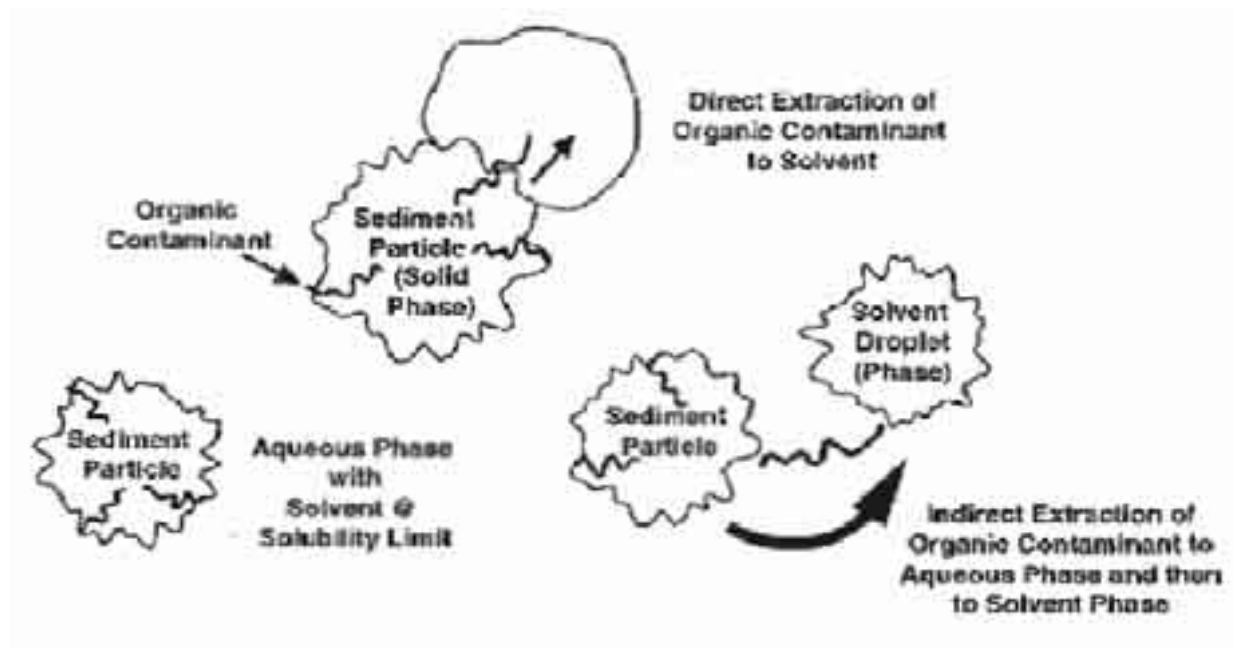 Direct Extraction of
Organic Contaminant
to Solvent
Organic
Contaminant
Sediment
Particle
(Solid
Phase)
Solvent
Droplet
(Phase)
Sediment
Particle
Sediment
Particle
Aqueous Phase
with
Solvent @
Solubility Limit
Indirect Extraction of
Organic Contaminant to
Aqueous Phase and then
to Solvent Phase